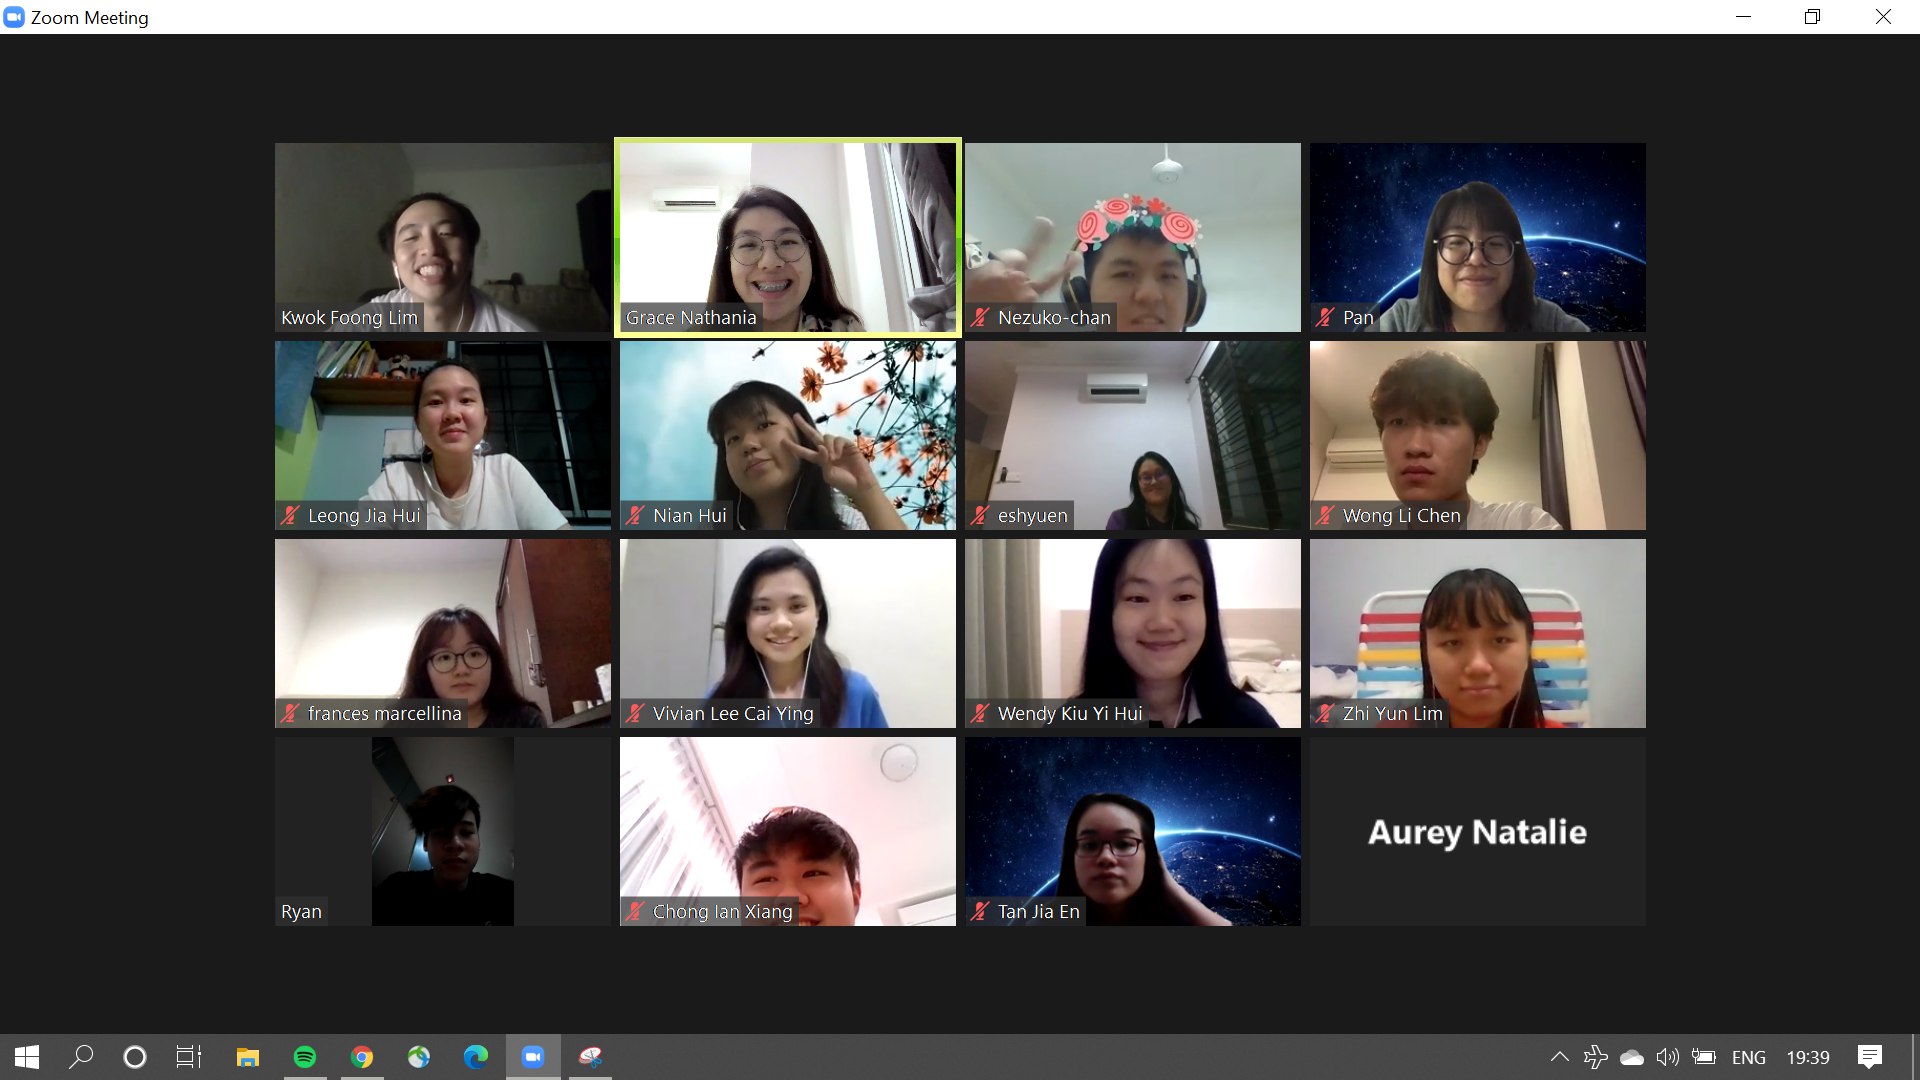 Zoom Meeting
Kwok Foong Lim
Grace Nathania
Nezuko-chan
Pan
Leong Jia Hui
Nian Hui
eshyuen
Wong Li Chen
frances marcellina
Vivian Lee Cai Ying
Wendy Kiu Yi Hui
Zhi Yun Lim
Ryan
Chong Ian Xiang
Tan Jia En
Aurey Natalie
ENG
19:39